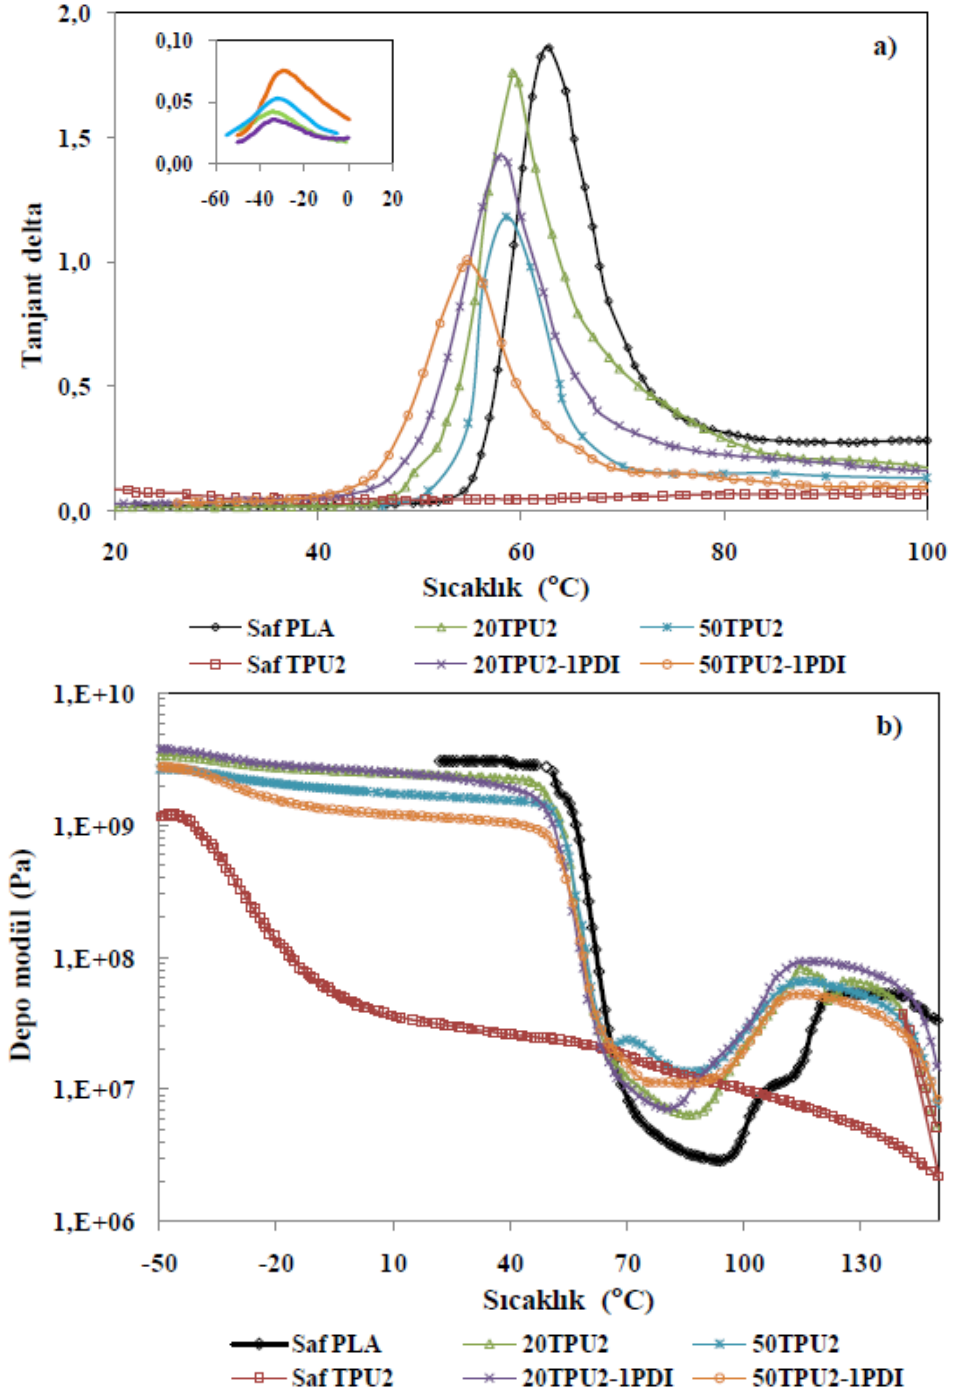 2,0
a)
0,10
0,05
0,00
-60 -40 -20 0 20
1,5
1,0
0,5
0,0
Tanjant delta
20 40 60 80 100
Sıcaklık (°C)
Saf PLA 20TPU2 50TPU2
Saf TPU2 20TPU2-1PDI 50TPU2-1PDI
1,E+10
b)
1,E+09
1,E+08
1,E+07
1,E+06
Depo modül (Pa)
-50 -20 10 40 70 100 130
Sıcaklık (°C)
Saf PLA 20TPU2 50TPU2
Saf TPU2 20TPU2-1PDI 50TPU2-1PDI